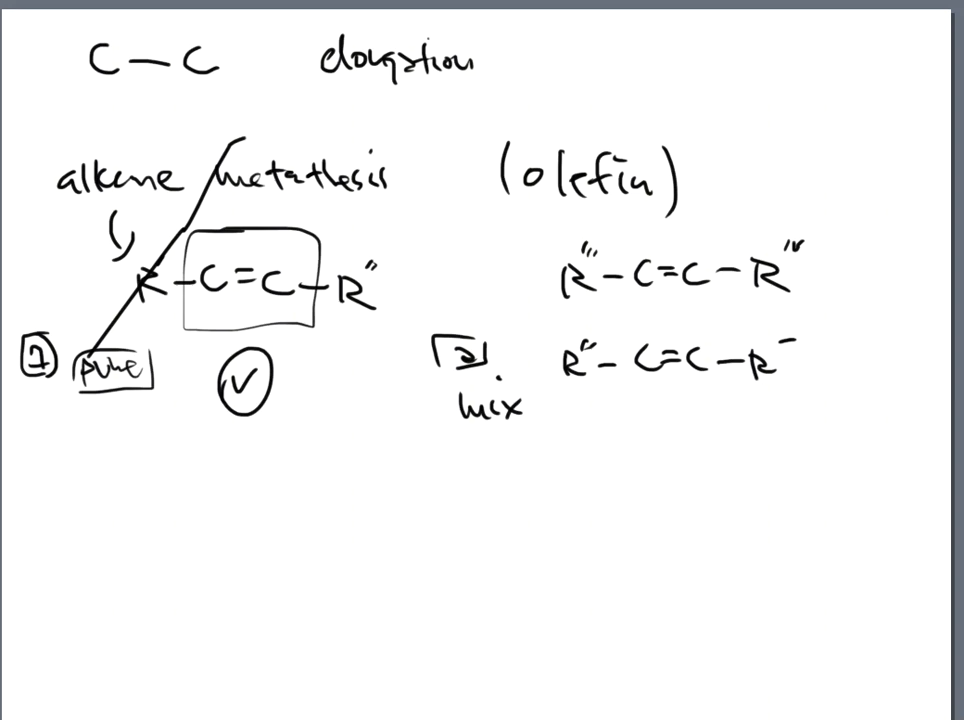 C – C elongation
alkene metathesis (olefin)
R – C = C – R″
R‴ – C = C – R
1 pure
2 mix
C = C – R